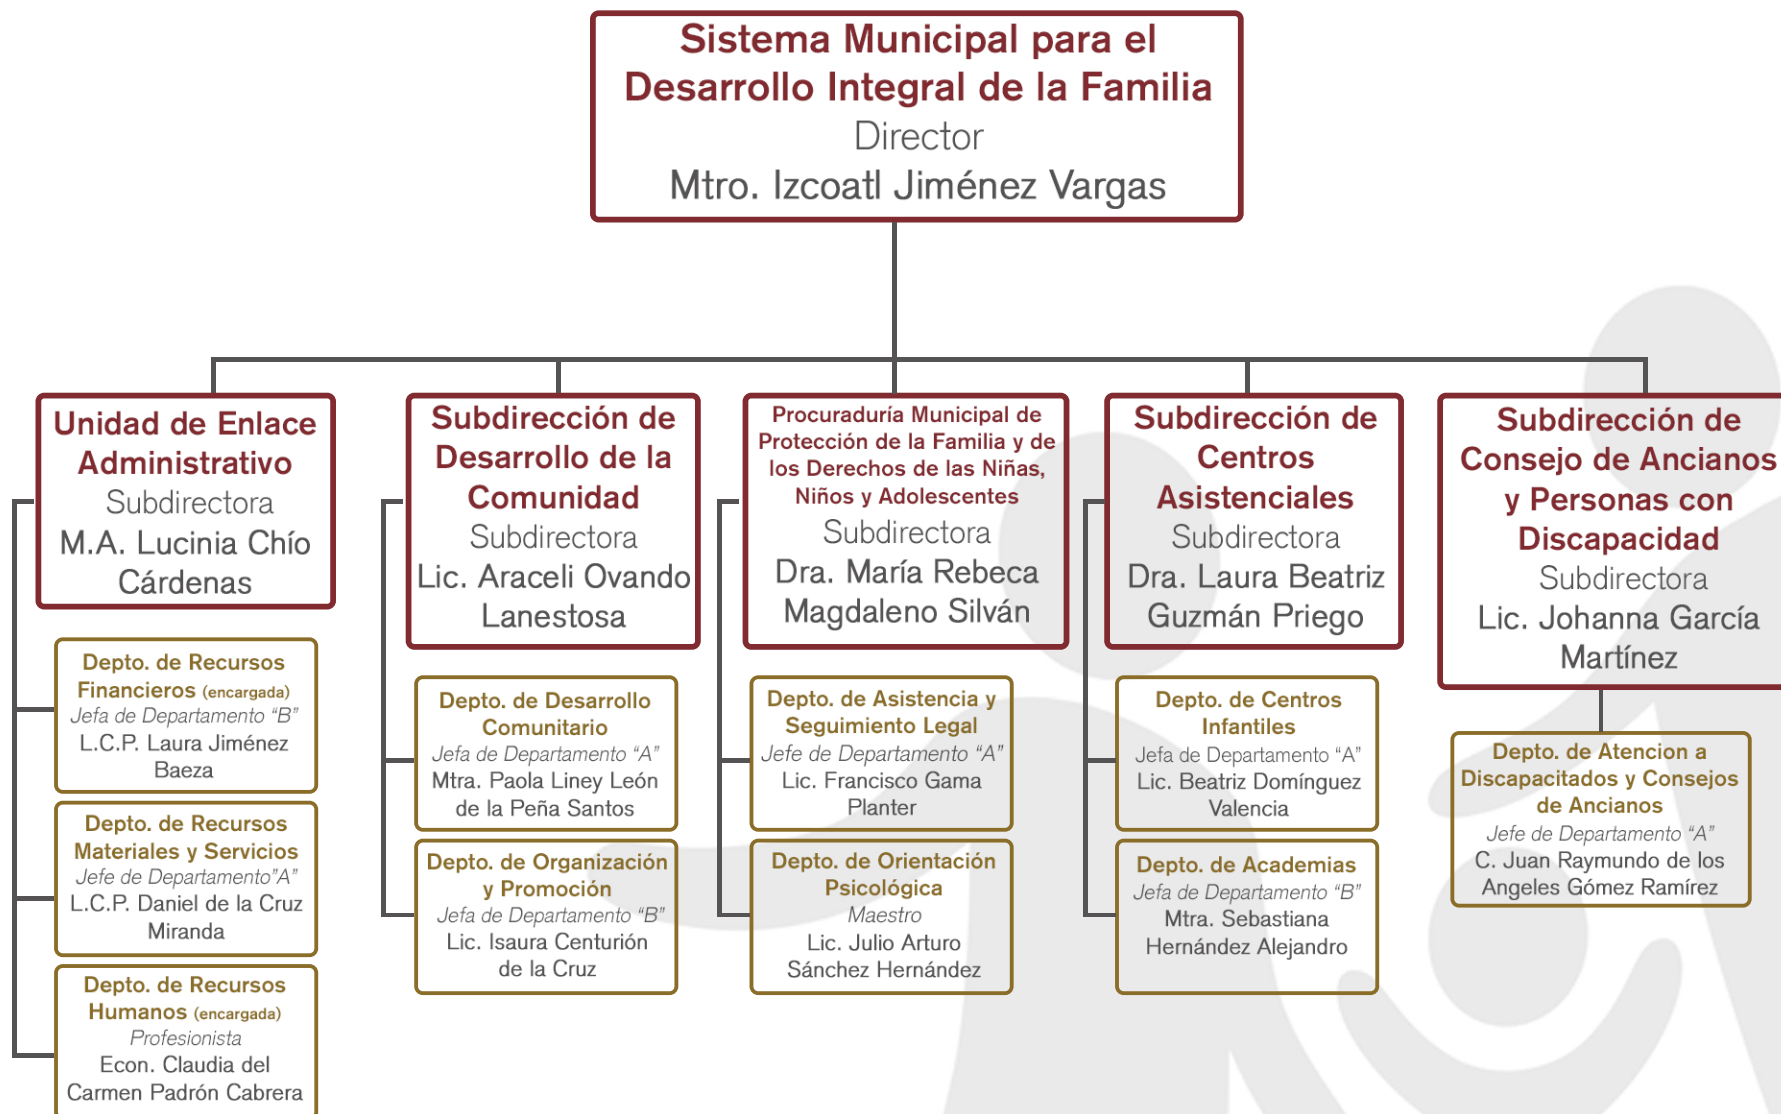 Sistema Municipal para el
Desarrollo Integral de la Familia
Director
Mtro. Izcoatl Jiménez Vargas
Unidad de Enlace
Administrativo
Subdirectora
M.A. Lucinia Chío
Cárdenas
Depto. de Recursos
Financieros (encargada)
Jefa de Departamento “B”
L.C.P. Laura Jiménez
Baeza
Depto. de Recursos
Materiales y Servicios
Jefe de Departamento”A”
L.C.P. Daniel de la Cruz
Miranda
Depto. de Recursos
Humanos (encargada)
Profesionista
Econ. Claudia del
Carmen Padrón Cabrera
Subdirección de
Desarrollo de la
Comunidad
Subdirectora
Lic. Araceli Ovando
Lanestosa
Depto. de Desarrollo
Comunitario
Jefa de Departamento “A”
Mtra. Paola Liney León
de la Peña Santos
Depto. de Organización
y Promoción
Jefa de Departamento “B”
Lic. Isaura Centurión
de la Cruz
Procuraduría Municipal de
Protección de la Familia y de
los Derechos de las Niñas,
Niños y Adolescentes
Subdirectora
Dra. María Rebeca
Magdaleno Silván
Depto. de Asistencia y
Seguimiento Legal
Jefe de Departamento “A”
Lic. Francisco Gama
Planter
Depto. de Orientación
Psicológica
Maestro
Lic. Julio Arturo
Sánchez Hernández
Subdirección de
Centros
Asistenciales
Subdirectora
Dra. Laura Beatriz
Guzmán Priego
Depto. de Centros
Infantiles
Jefa de Departamento “A”
Lic. Beatriz Domínguez
Valencia
Depto. de Academias
Jefa de Departamento “B”
Mtra. Sebastiana
Hernández Alejandro
Subdirección de
Consejo de Ancianos
y Personas con
Discapacidad
Subdirectora
Lic. Johanna García
Martínez
Depto. de Atencion a
Discapacitados y Consejos
de Ancianos
Jefe de Departamento “A”
C. Juan Raymundo de los
Angeles Gómez Ramírez